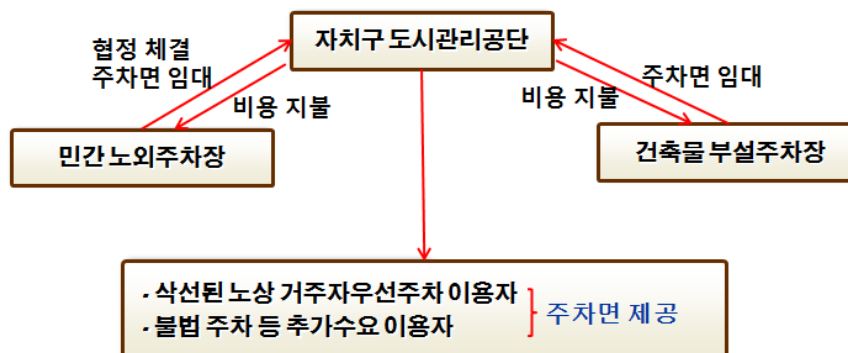 자치구 도시관리공단
협정 체결
주차면 임대
비용 지불
주차면 임대
비용 지불
민간 노외주차장
건축물 부설주차장
- 삭선된 노상 거주자우선주차 이용자
- 불법 주차 등 추가수요 이용자
주차면 제공